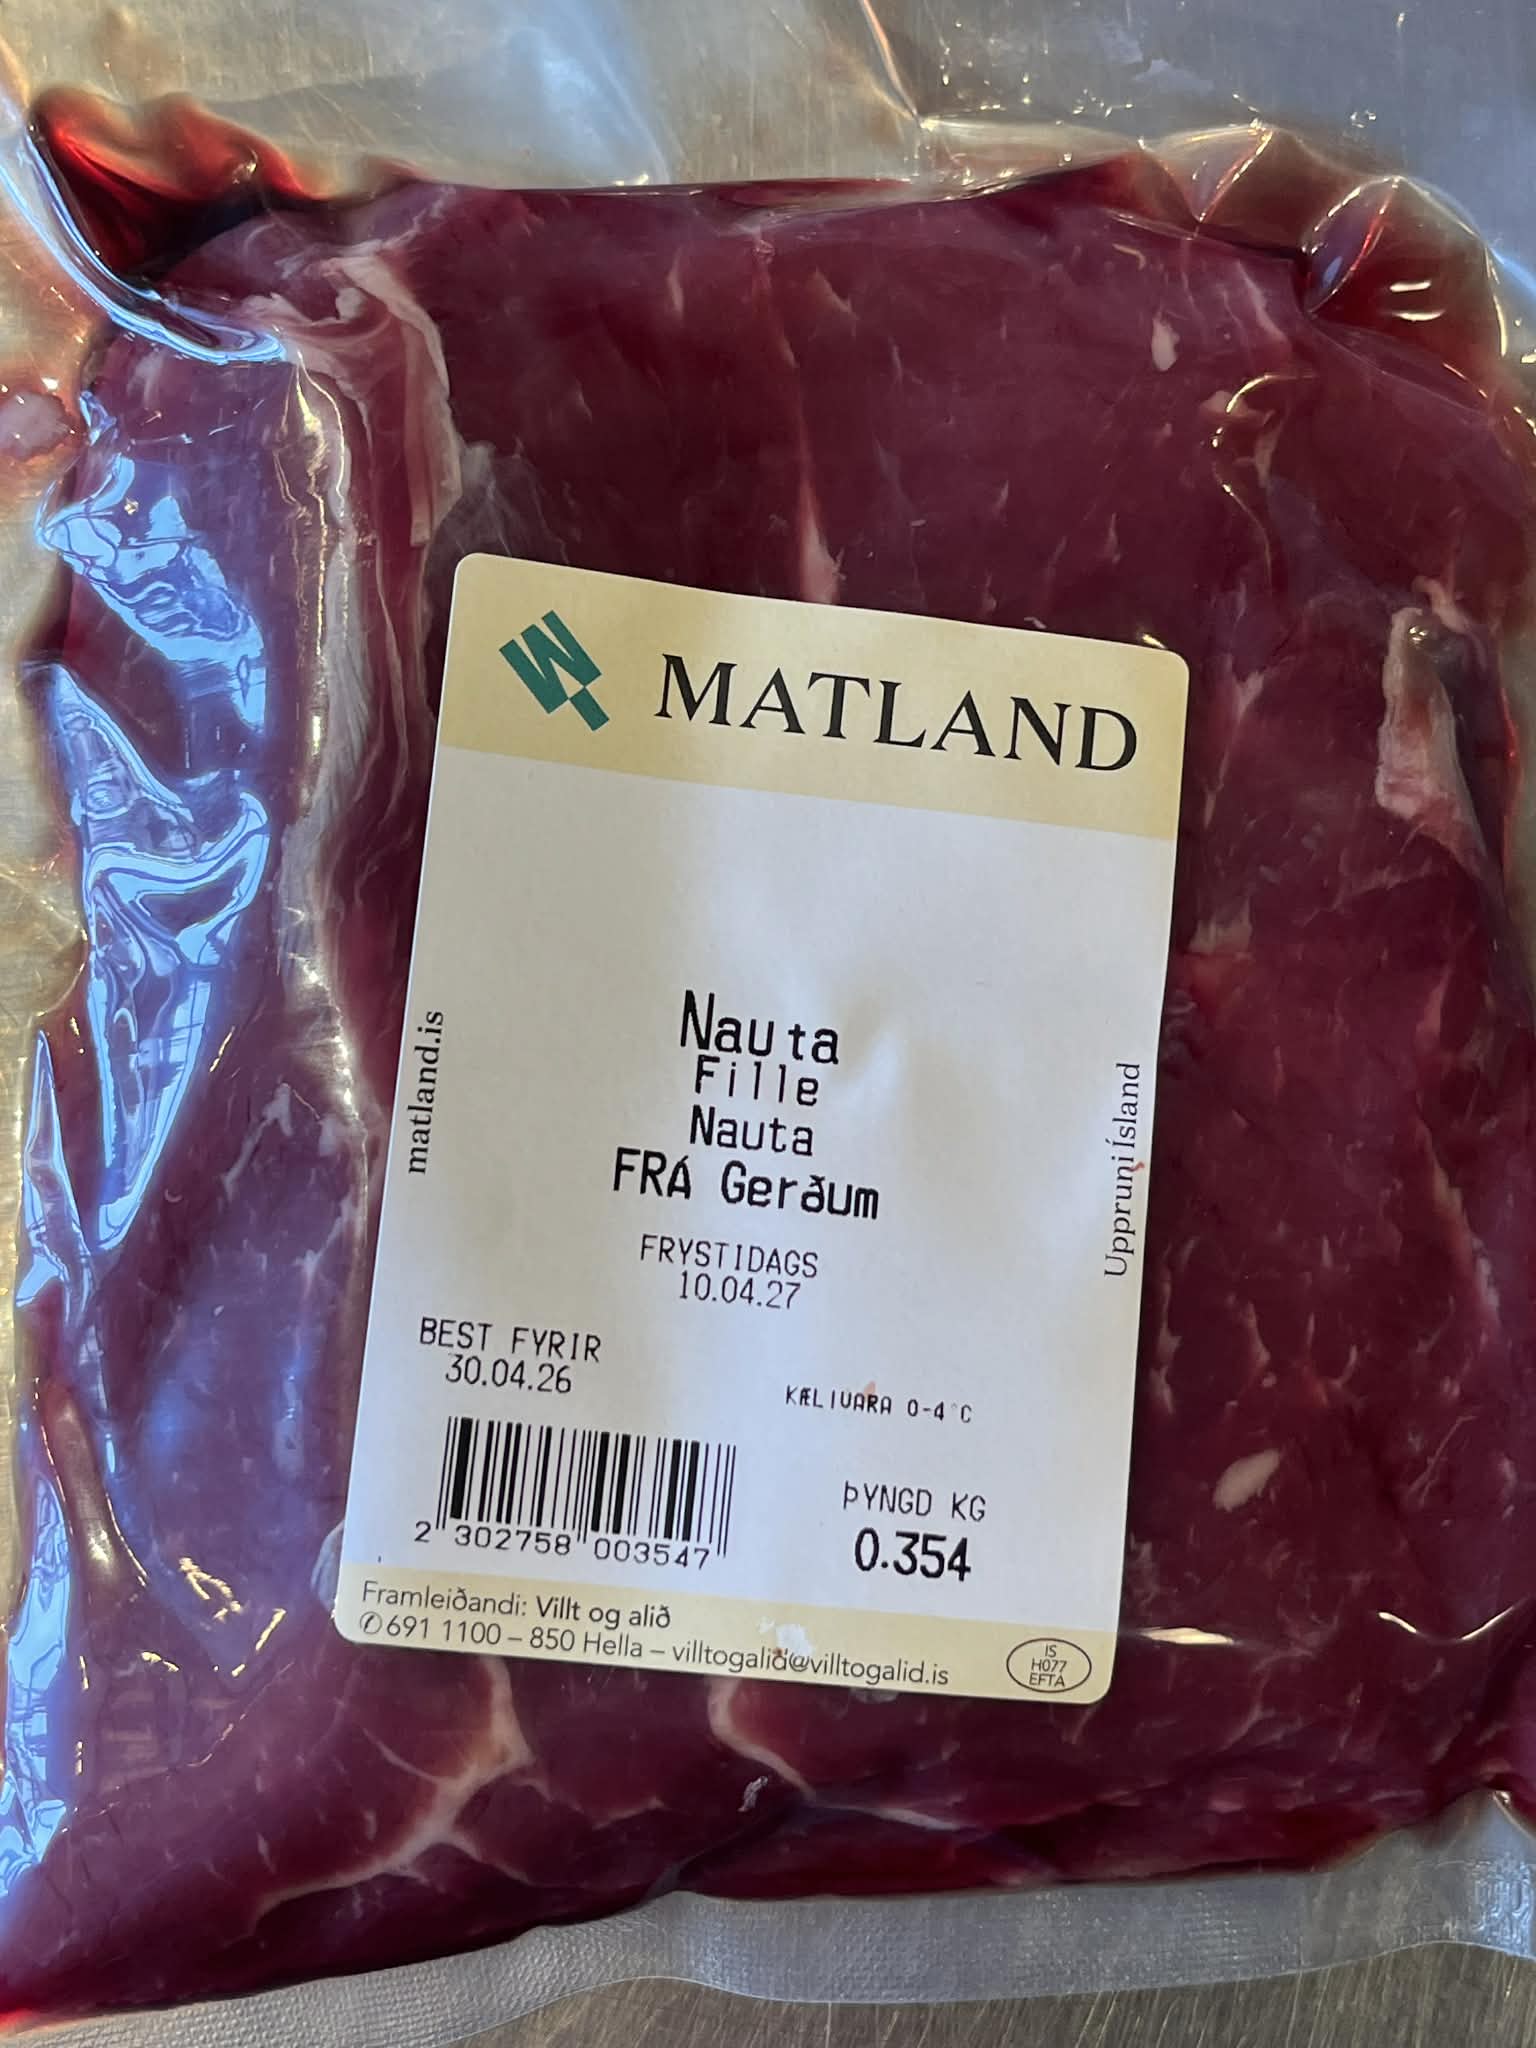 MATLAND
Nauta
Fille
Nauta
FRÁ Gerðum
FRYSTIDAGS
10.04.27
BEST FYRIR
30.04.26
KÆLIVARA 0-4°C
2 302758 003547
ÞYNGD KG
0.354
Framleiðandi: Villt og alið
✆691 1100 – 850 Hella – villtogalid@villtogalid.is
IS
H077
EFTA
matland.is
Uppruni Ísland